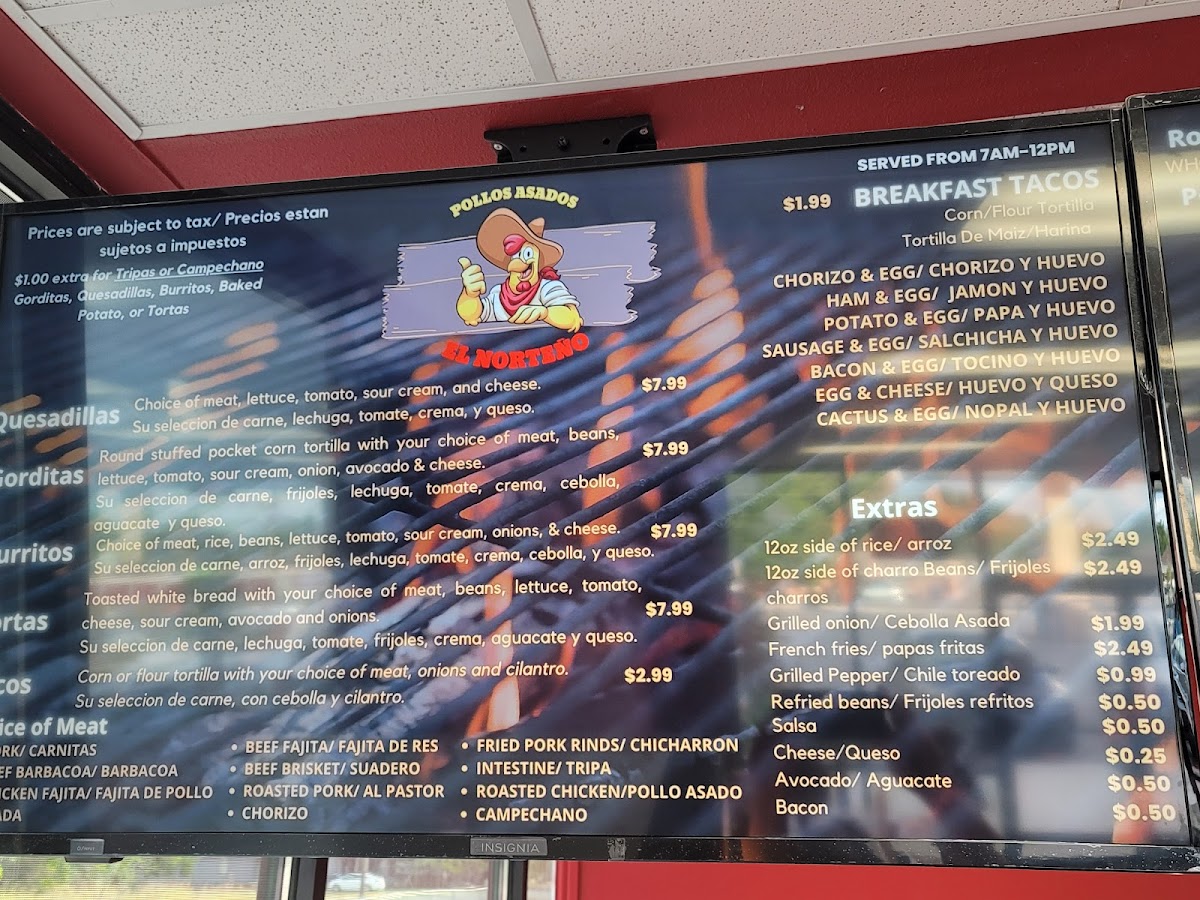 Prices are subject to tax/ Precios estan
sujetos a impuestos
$1.00 extra for Tripas or Campechano
Gorditas, Quesadillas, Burritos, Baked
Potato, or Tortas
POLLOS ASADOS
EL NORTEÑO
Quesadillas
Choice of meat, lettuce, tomato, sour cream, and cheese.
$7.99
Su seleccion de carne, lechuga, tomate, crema, y queso.
Gorditas
Round stuffed pocket corn tortilla with your choice of meat, beans,
lettuce, tomato, sour cream, onion, avocado & cheese.
$7.99
Su seleccion de carne, frijoles, lechuga, tomate, crema, cebolla,
aguacate y queso.
urritos
Choice of meat, rice, beans, lettuce, tomato, sour cream, onions, & cheese.
$7.99
Su seleccion de carne, arroz, frijoles, lechuga, tomate, crema, cebolla, y queso.
rtas
Toasted white bread with your choice of meat, beans, lettuce, tomato,
cheese, sour cream, avocado and onions.
$7.99
Su seleccion de carne, lechuga, tomate, frijoles, crema, aguacate y queso.
cos
Corn or flour tortilla with your choice of meat, onions and cilantro.
$2.99
Su seleccion de carne, con cebolla y cilantro.
ice of Meat
ORK/ CARNITAS
EF BARBACOA/ BARBACOA
ICKEN FAJITA/ FAJITA DE POLLO
ADA
• BEEF FAJITA/ FAJITA DE RES
• BEEF BRISKET/ SUADERO
• ROASTED PORK/ AL PASTOR
• CHORIZO
• FRIED PORK RINDS/ CHICHARRON
• INTESTINE/ TRIPA
• ROASTED CHICKEN/POLLO ASADO
• CAMPECHANO
SERVED FROM 7AM-12PM
$1.99 BREAKFAST TACOS
Corn/Flour Tortilla
Tortilla De Maiz/Harina
CHORIZO & EGG/ CHORIZO Y HUEVO
HAM & EGG/ JAMON Y HUEVO
POTATO & EGG/ PAPA Y HUEVO
SAUSAGE & EGG/ SALCHICHA Y HUEVO
BACON & EGG/ TOCINO Y HUEVO
EGG & CHEESE/ HUEVO Y QUESO
CACTUS & EGG/ NOPAL Y HUEVO
Extras
12oz side of rice/ arroz $2.49
12oz side of charro Beans/ Frijoles $2.49
charros
Grilled onion/ Cebolla Asada $1.99
French fries/ papas fritas $2.49
Grilled Pepper/ Chile toreado $0.99
Refried beans/ Frijoles refritos $0.50
Salsa $0.50
Cheese/Queso $0.25
Avocado/ Aguacate $0.50
Bacon $0.50
INSIGNIA
Ro
WH
P